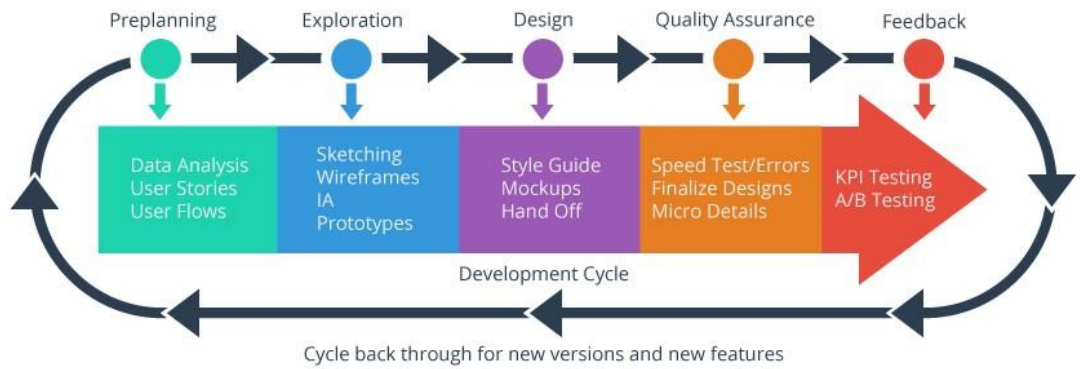 Preplanning
Exploration
Design
Quality Assurance
Feedback
Data Analysis
User Stories
User Flows
Sketching
Wireframes
IA
Prototypes
Style Guide
Mockups
Hand Off
Speed Test/Errors
Finalize Designs
Micro Details
KPI Testing
A/B Testing
Development Cycle
Cycle back through for new versions and new features